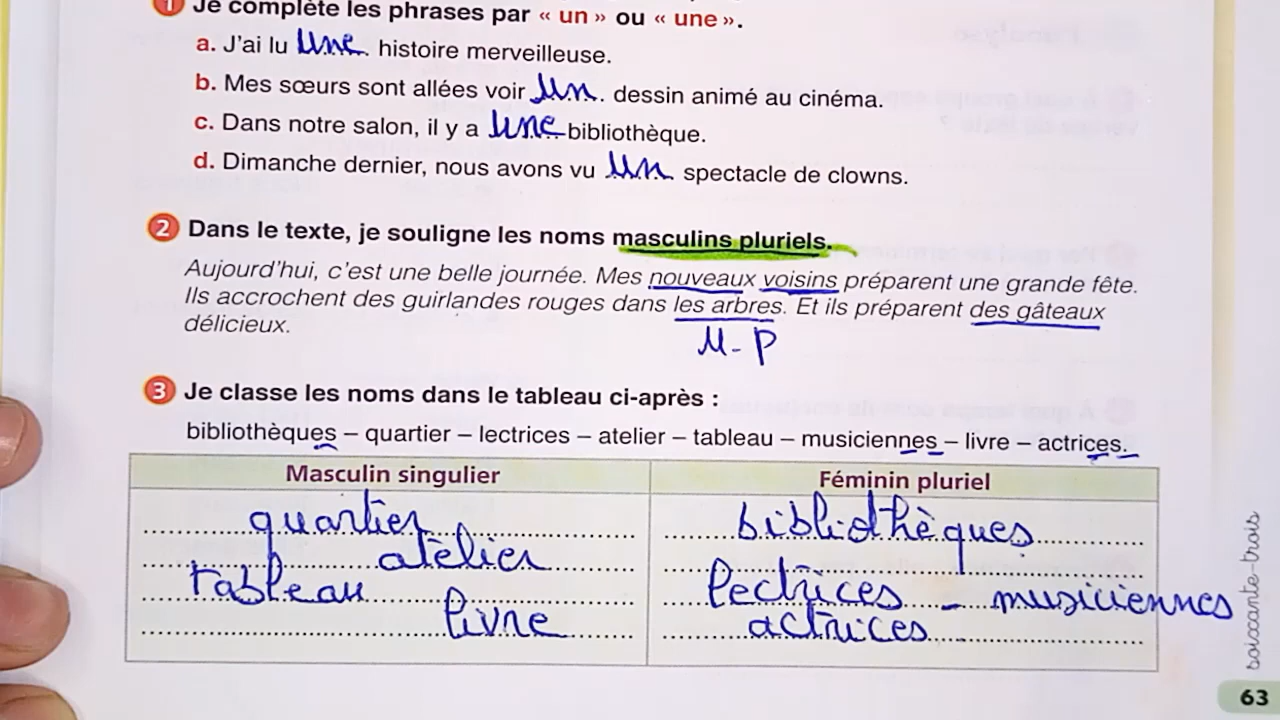 1 Je complète les phrases par « un » ou « une ».
a. J'ai lu une histoire merveilleuse.
b. Mes sœurs sont allées voir un dessin animé au cinéma.
c. Dans notre salon, il y a une bibliothèque.
d. Dimanche dernier, nous avons vu un spectacle de clowns.
2 Dans le texte, je souligne les noms masculins pluriels.
Aujourd'hui, c'est une belle journée. Mes nouveaux voisins préparent une grande fête.
Ils accrochent des guirlandes rouges dans les arbres. Et ils préparent des gâteaux
délicieux.
M - P
3 Je classe les noms dans le tableau ci-après :
bibliothèques – quartier – lectrices – atelier – tableau – musiciennes – livre – actrices.
Masculin singulier Féminin pluriel
quartier bibliothèques
atelier
tableau lectrices - musiciennes
livre actrices
soixante-trois
63